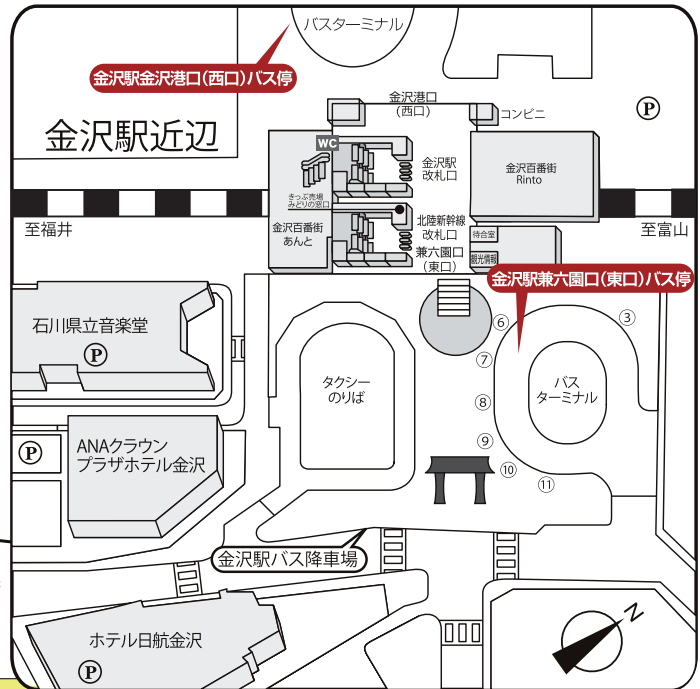 バスターミナル
金沢駅金沢港口(西口)バス停
金沢港口
(西口)
コンビニ
P
金沢駅近辺
WC
金沢駅
改札口
金沢百番街
Rinto
きっぷ売場
みどりの窓口
北陸新幹線
改札口
至福井
金沢百番街
あんと
待合室
至富山
兼六園口
(東口)
観光情報
金沢駅兼六園口(東口)バス停
石川県立音楽堂
P
⑥
③
⑦
タクシー
のりば
バス
ターミナル
⑧
ANAクラウン
プラザホテル金沢
P
⑨
⑩
⑪
金沢駅バス降車場
N
ホテル日航金沢
P